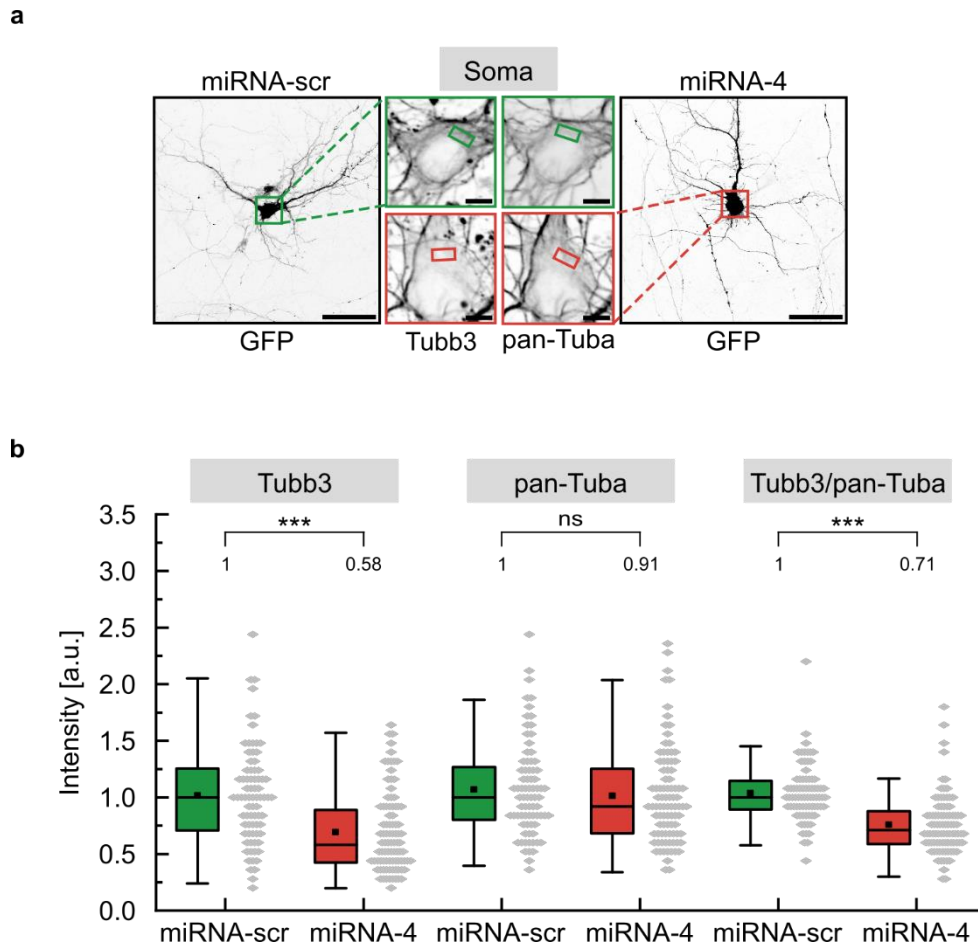 a
Soma
miRNA-scr
miRNA-4
GFP
Tubb3
pan-Tuba
GFP
b
Tubb3
pan-Tuba
Tubb3/pan-Tuba
***
ns
***
1
0.58
1
0.91
1
0.71
Intensity [a.u.]
3.5
3.0
2.5
2.0
1.5
1.0
0.5
0.0
miRNA-scr
miRNA-4
miRNA-scr
miRNA-4
miRNA-scr
miRNA-4